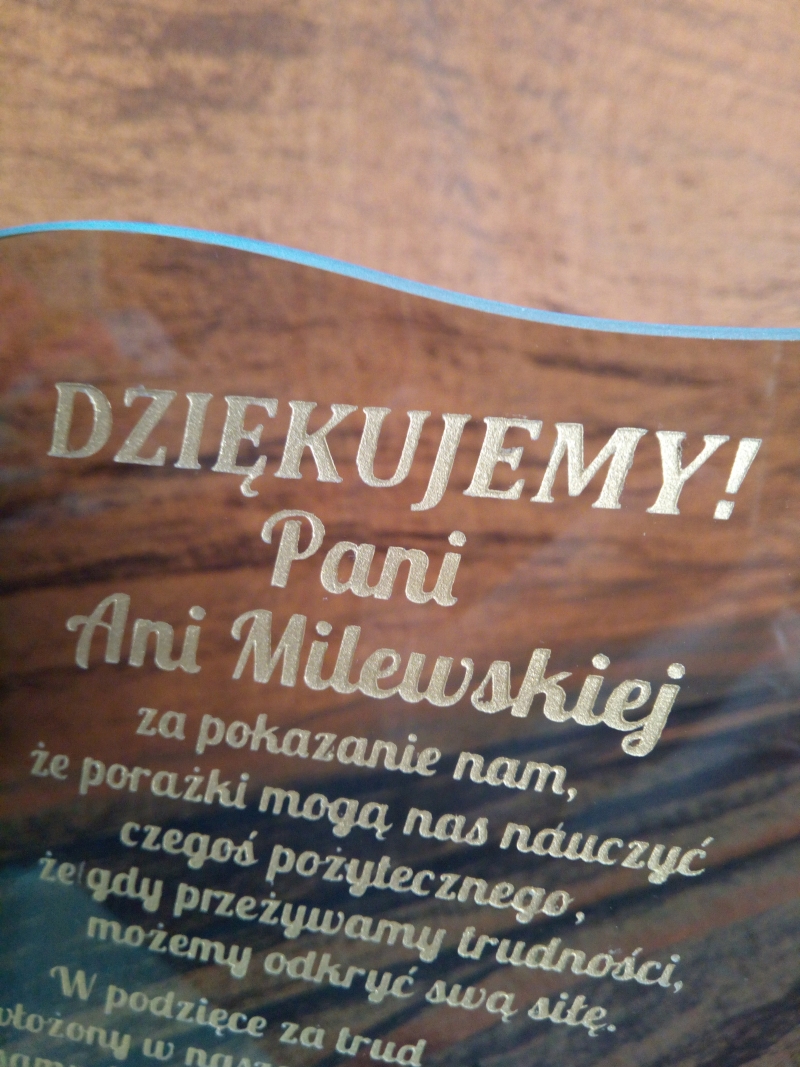 DZIĘKUJEMY!
Pani
Ani Milewskiej
za pokazanie nam,
że porażki mogą nas nauczyć
czegoś pożytecznego,
że gdy przeżywamy trudności,
możemy odkryć swą siłę.
W podzięce za trud
włożony w